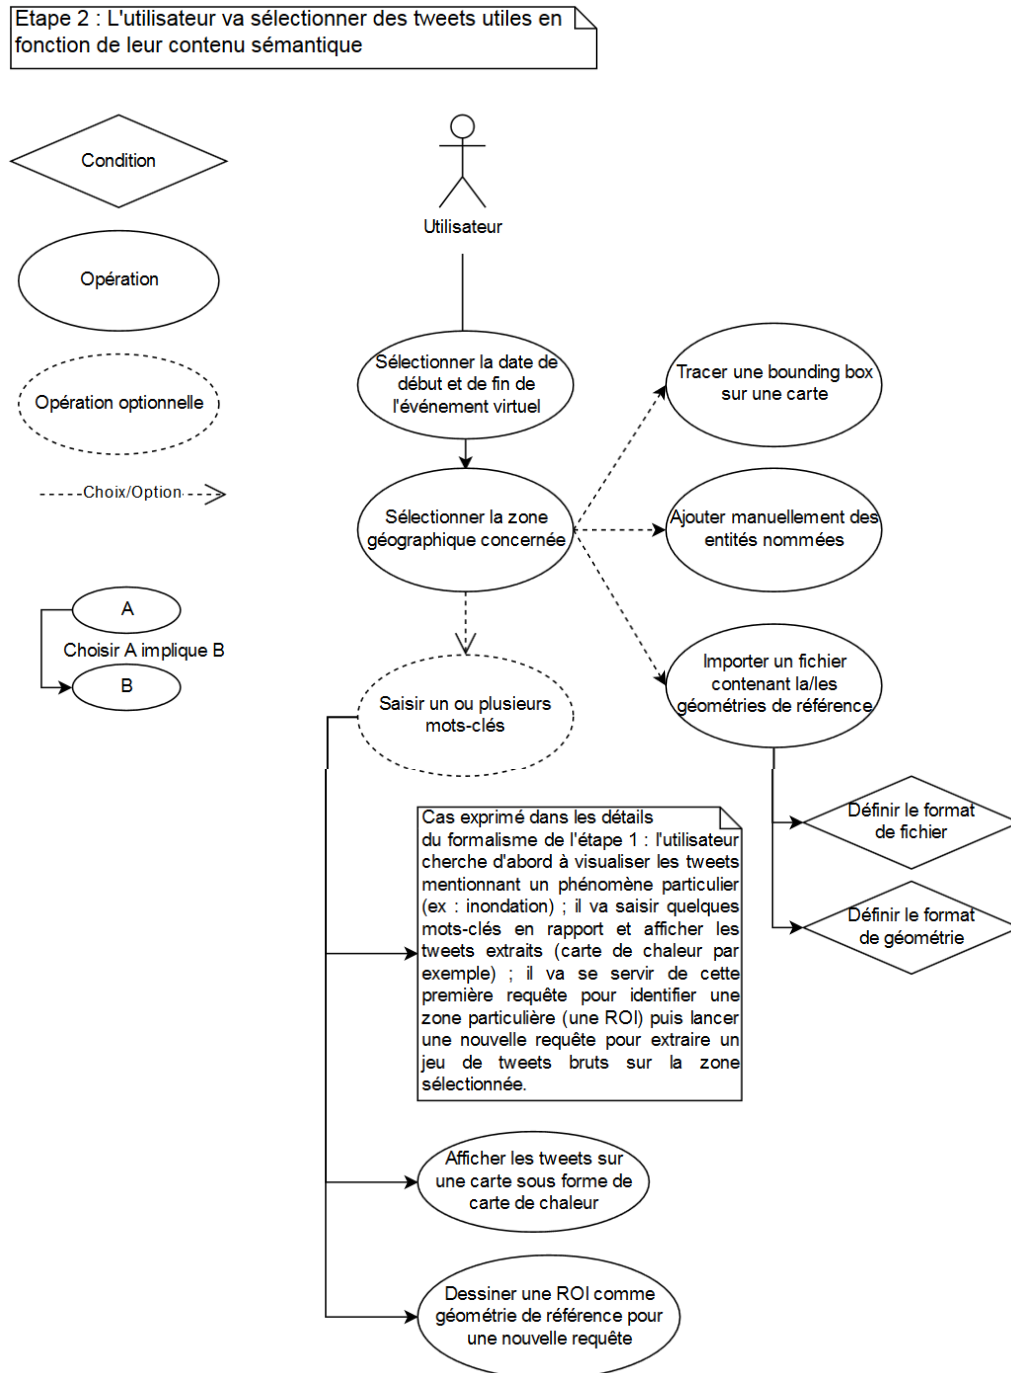 Etape 2 : L'utilisateur va sélectionner des tweets utiles en
fonction de leur contenu sémantique
Condition
Opération
Opération optionnelle
Choix/Option
A
Choisir A implique B
B
Utilisateur
Sélectionner la date de
début et de fin de
l'événement virtuel
Sélectionner la zone
géographique concernée
Tracer une bounding box
sur une carte
Ajouter manuellement des
entités nommées
Importer un fichier
contenant la/les
géométries de référence
Définir le format
de fichier
Définir le format
de géométrie
Saisir un ou plusieurs
mots-clés
Cas exprimé dans les détails
du formalisme de l'étape 1 : l'utilisateur
cherche d'abord à visualiser les tweets
mentionnant un phénomène particulier
(ex : inondation) ; il va saisir quelques
mots-clés en rapport et afficher les
tweets extraits (carte de chaleur par
exemple) ; il va se servir de cette
première requête pour identifier une
zone particulière (une ROI) puis lancer
une nouvelle requête pour extraire un
jeu de tweets bruts sur la zone
sélectionnée.
Afficher les tweets sur
une carte sous forme de
carte de chaleur
Dessiner une ROI comme
géométrie de référence pour
une nouvelle requête